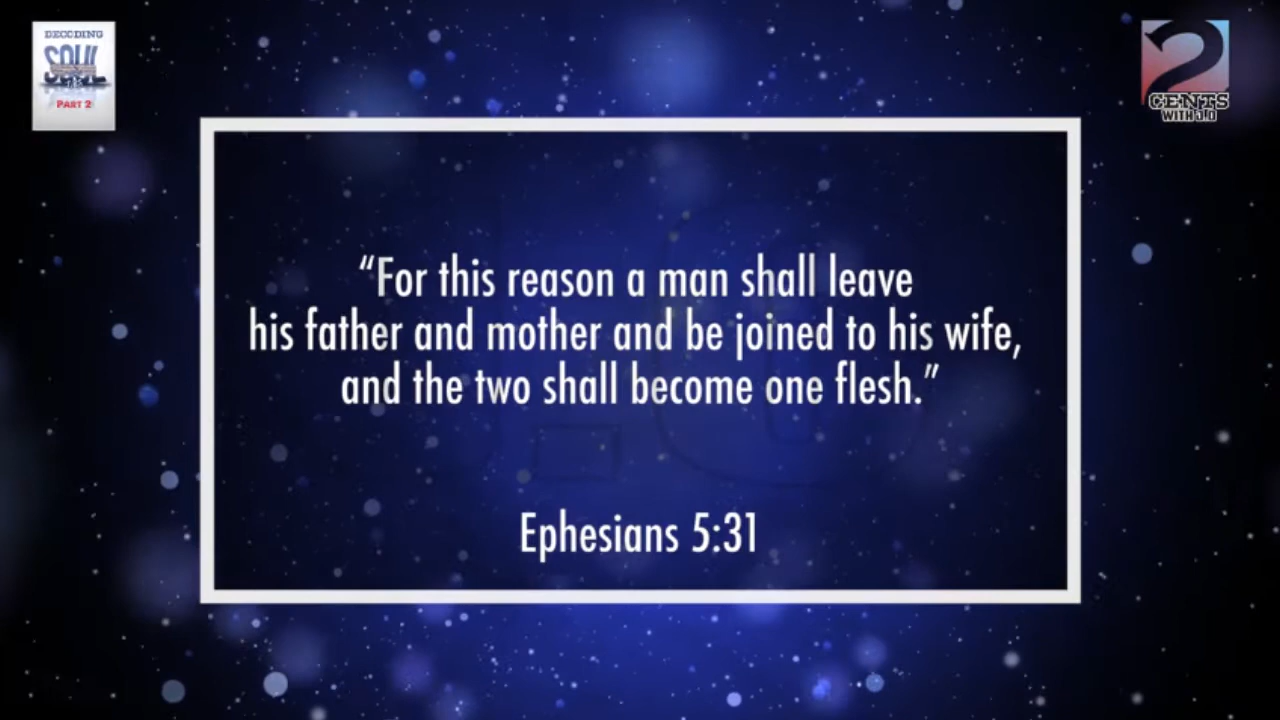 DECODING
SOUL
PART 2
2
CENTS
WITH J.D
“For this reason a man shall leave
his father and mother and be joined to his wife,
and the two shall become one flesh.”
Ephesians 5:31